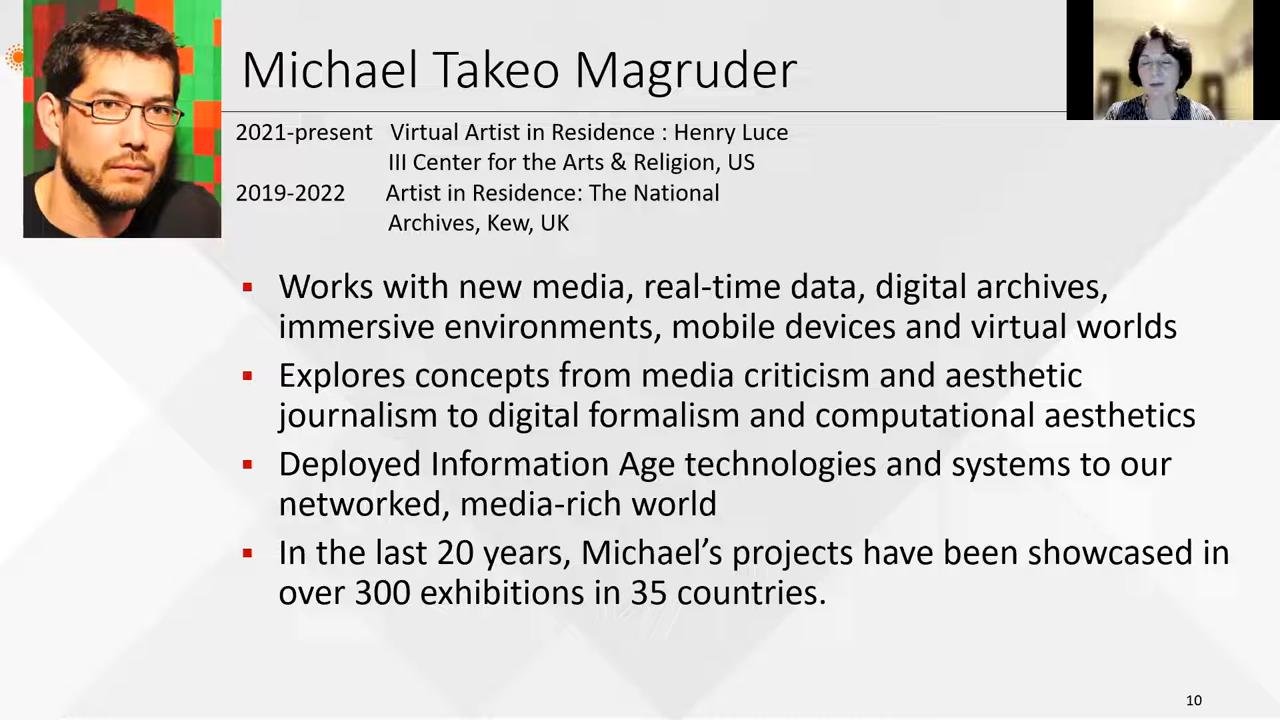 Michael Takeo Magruder
2021-present Virtual Artist in Residence : Henry Luce
III Center for the Arts & Religion, US
2019-2022 Artist in Residence: The National
Archives, Kew, UK
▪ Works with new media, real-time data, digital archives,
immersive environments, mobile devices and virtual worlds
▪ Explores concepts from media criticism and aesthetic
journalism to digital formalism and computational aesthetics
▪ Deployed Information Age technologies and systems to our
networked, media-rich world
▪ In the last 20 years, Michael’s projects have been showcased in
over 300 exhibitions in 35 countries.
10